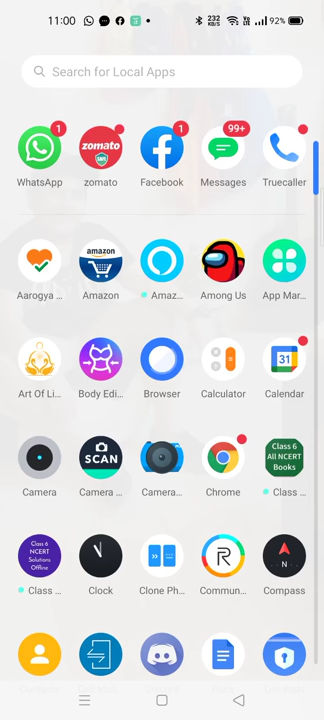 11:00 232 KB/S 92%
Search for Local Apps
1 1 99+
zomato
WhatsApp zomato Facebook Messages Truecaller
amazon
Aarogya ... Amazon Amaz... Among Us App Mar...
31
Art Of Li... Body Edi... Browser Calculator Calendar
SCAN Class 6 All NCERT Books
Camera Camera ... Camera... Chrome Class ...
Class 6 NCERT Solutions Offline R N
Class ... Clock Clone Ph... Commun... Compass